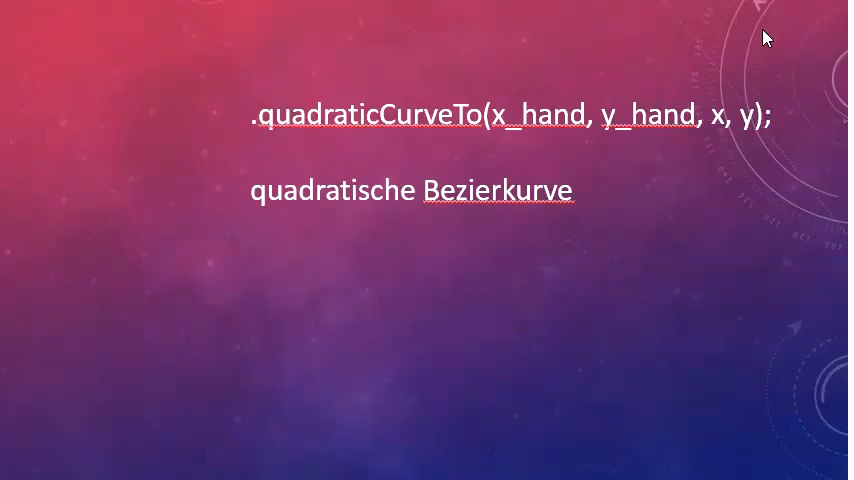 .quadraticCurveTo(x_hand, y_hand, x, y);
quadratische Bezierkurve